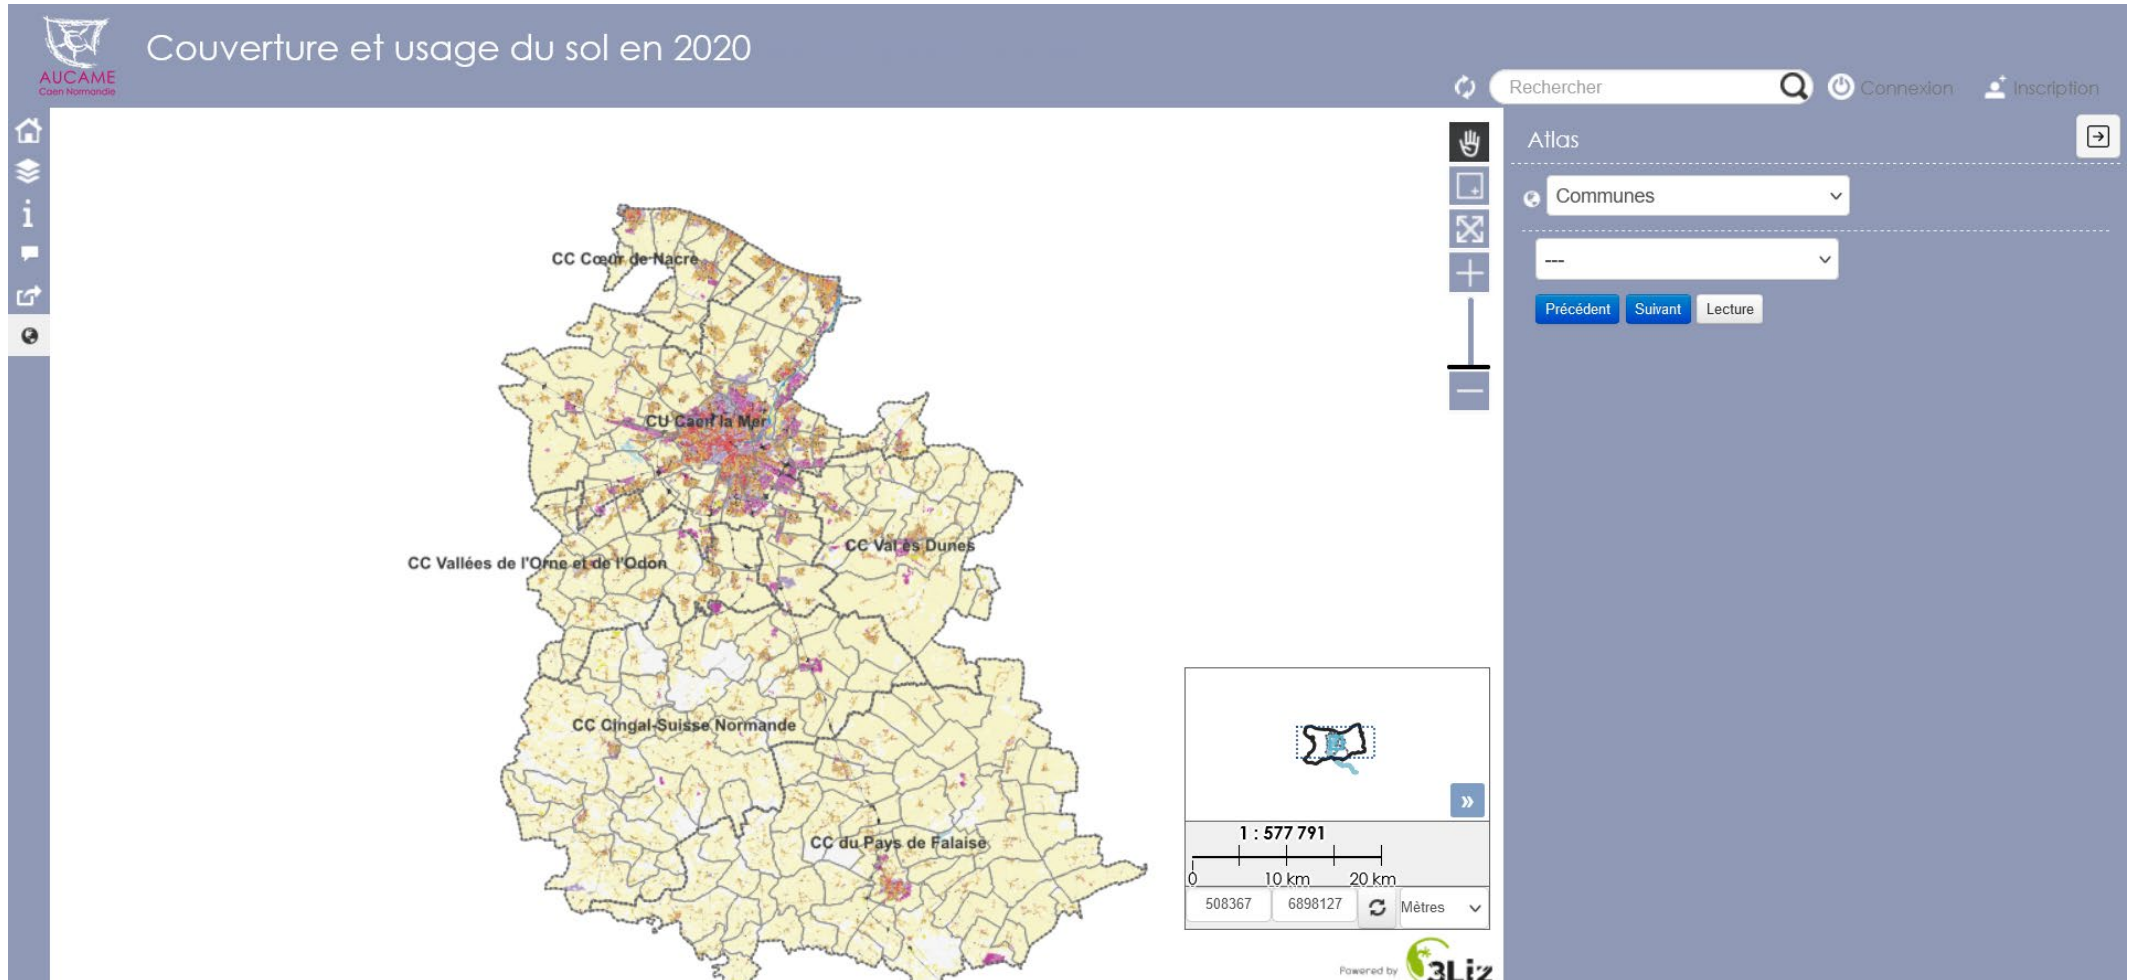 AUCAME
Caen Normandie
Couverture et usage du sol en 2020
Rechercher
Connexion
Inscription
Atlas
Communes
---
Précédent
Suivant
Lecture
CC Cœur de Nacre
CU Caen la Mer
CC Val ès Dunes
CC Vallées de l'Orne et de l'Odon
CC Cingal-Suisse Normande
CC du Pays de Falaise
»
1 : 577 791
0 10 km 20 km
508367
6898127
Mètres
Powered by 3Liz